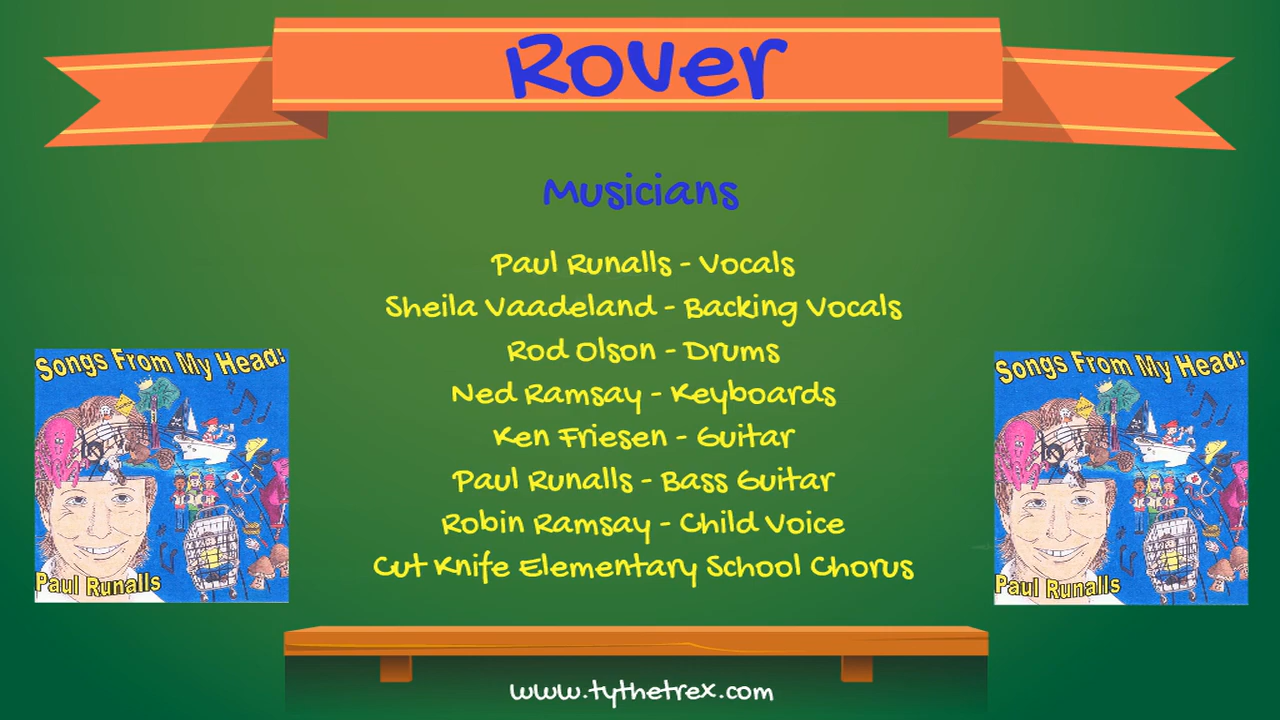 Rover
Musicians
Paul Runalls - Vocals
Sheila Vaadeland - Backing Vocals
Rod Olson - Drums
Ned Ramsay - Keyboards
Ken Friesen - Guitar
Paul Runalls - Bass Guitar
Robin Ramsay - Child Voice
Cut Knife Elementary School Chorus
Songs From My Head!
Paul Runalls
Songs From My Head!
Paul Runalls
www.tythetrex.com